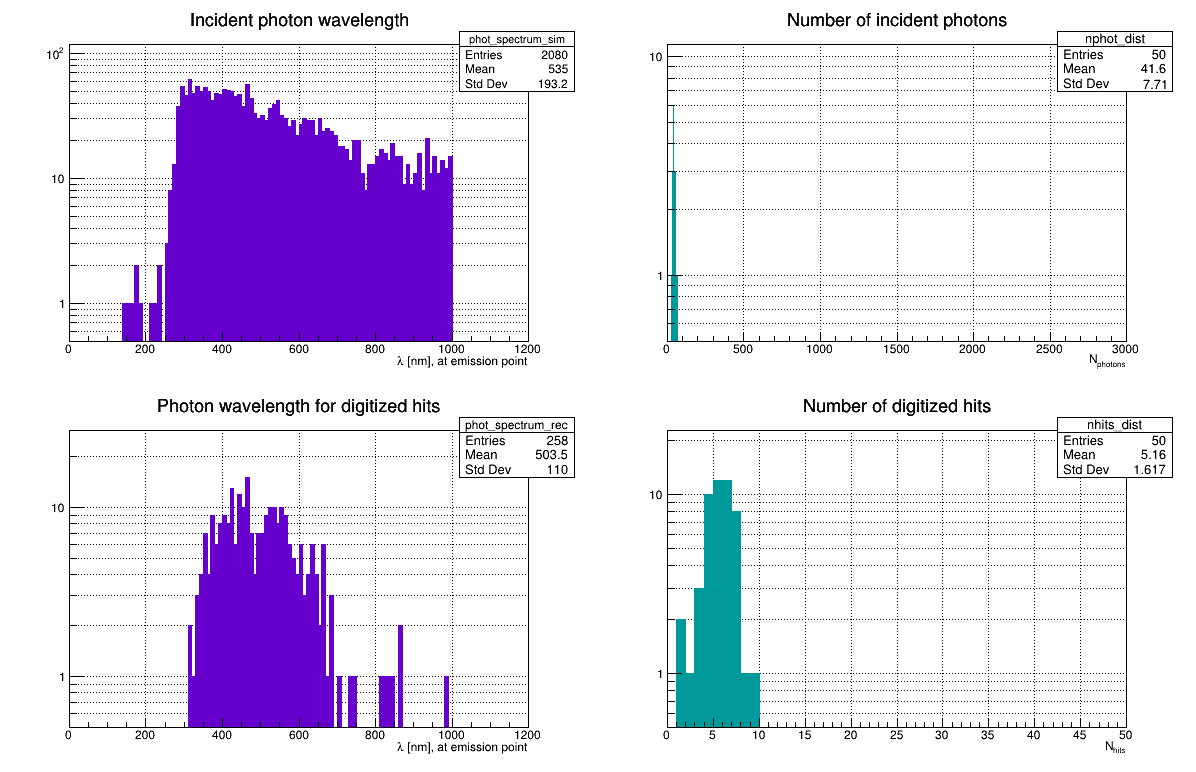 Incident photon wavelength
phot_spectrum_sim
Entries 2080
Mean 535
Std Dev 193.2
10²
10
1
0 200 400 600 800 1000 1200
λ [nm], at emission point
Number of incident photons
nphot_dist
Entries 50
Mean 41.6
Std Dev 7.71
10
1
0 500 1000 1500 2000 2500 3000
Nphotons
Photon wavelength for digitized hits
phot_spectrum_rec
Entries 258
Mean 503.5
Std Dev 110
10
1
0 200 400 600 800 1000 1200
λ [nm], at emission point
Number of digitized hits
nhits_dist
Entries 50
Mean 5.16
Std Dev 1.617
10
1
0 5 10 15 20 25 30 35 40 45 50
Nhits